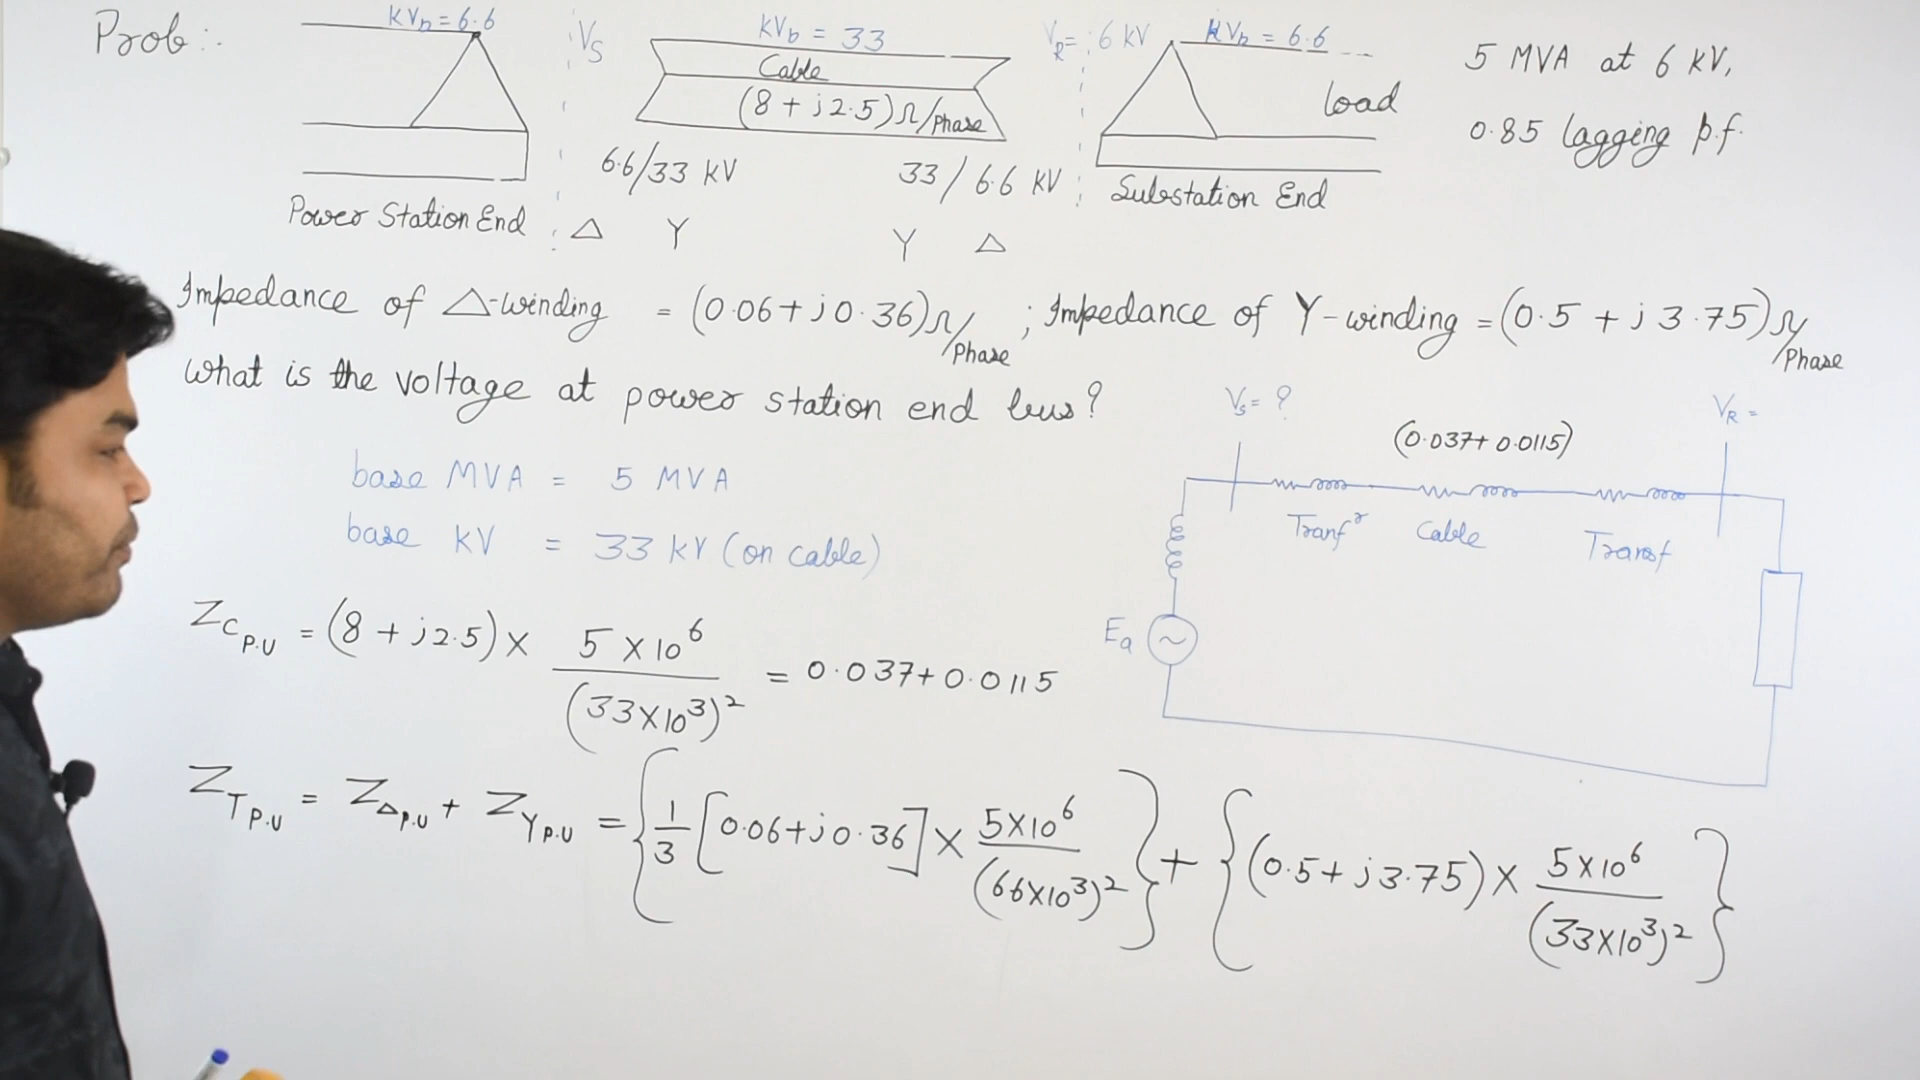 Prob :-
kVb = 6.6
VS
kVb = 33
VR = 6 kV
kVb = 6.6
5 MVA at 6 kV,
0.85 lagging p.f.
Cable
(8 + j2.5) Ω/Phase
load
6.6/33 kV
33/6.6 kV
Power Station End
Substation End
Δ Y
Y Δ
Impedance of Δ-winding = (0.06 + j0.36) Ω/Phase ; Impedance of Y-winding = (0.5 + j3.75) Ω/Phase
What is the voltage at power station end bus?
VS = ?
VR =
(0.037 + 0.0115)
Tranfr
Cable
Transf
Ea
~
base MVA = 5 MVA
base kV = 33 kV (on cable)
ZC P.U = (8 + j2.5) × 5 × 10^6 / (33×10^3)^2 = 0.037 + 0.0115
ZT P.U = ZΔ P.U + ZY P.U = {1/3 [0.06 + j0.36] × 5×10^6 / (66×10^3)^2} + {(0.5 + j3.75) × 5×10^6 / (33×10^3)^2}